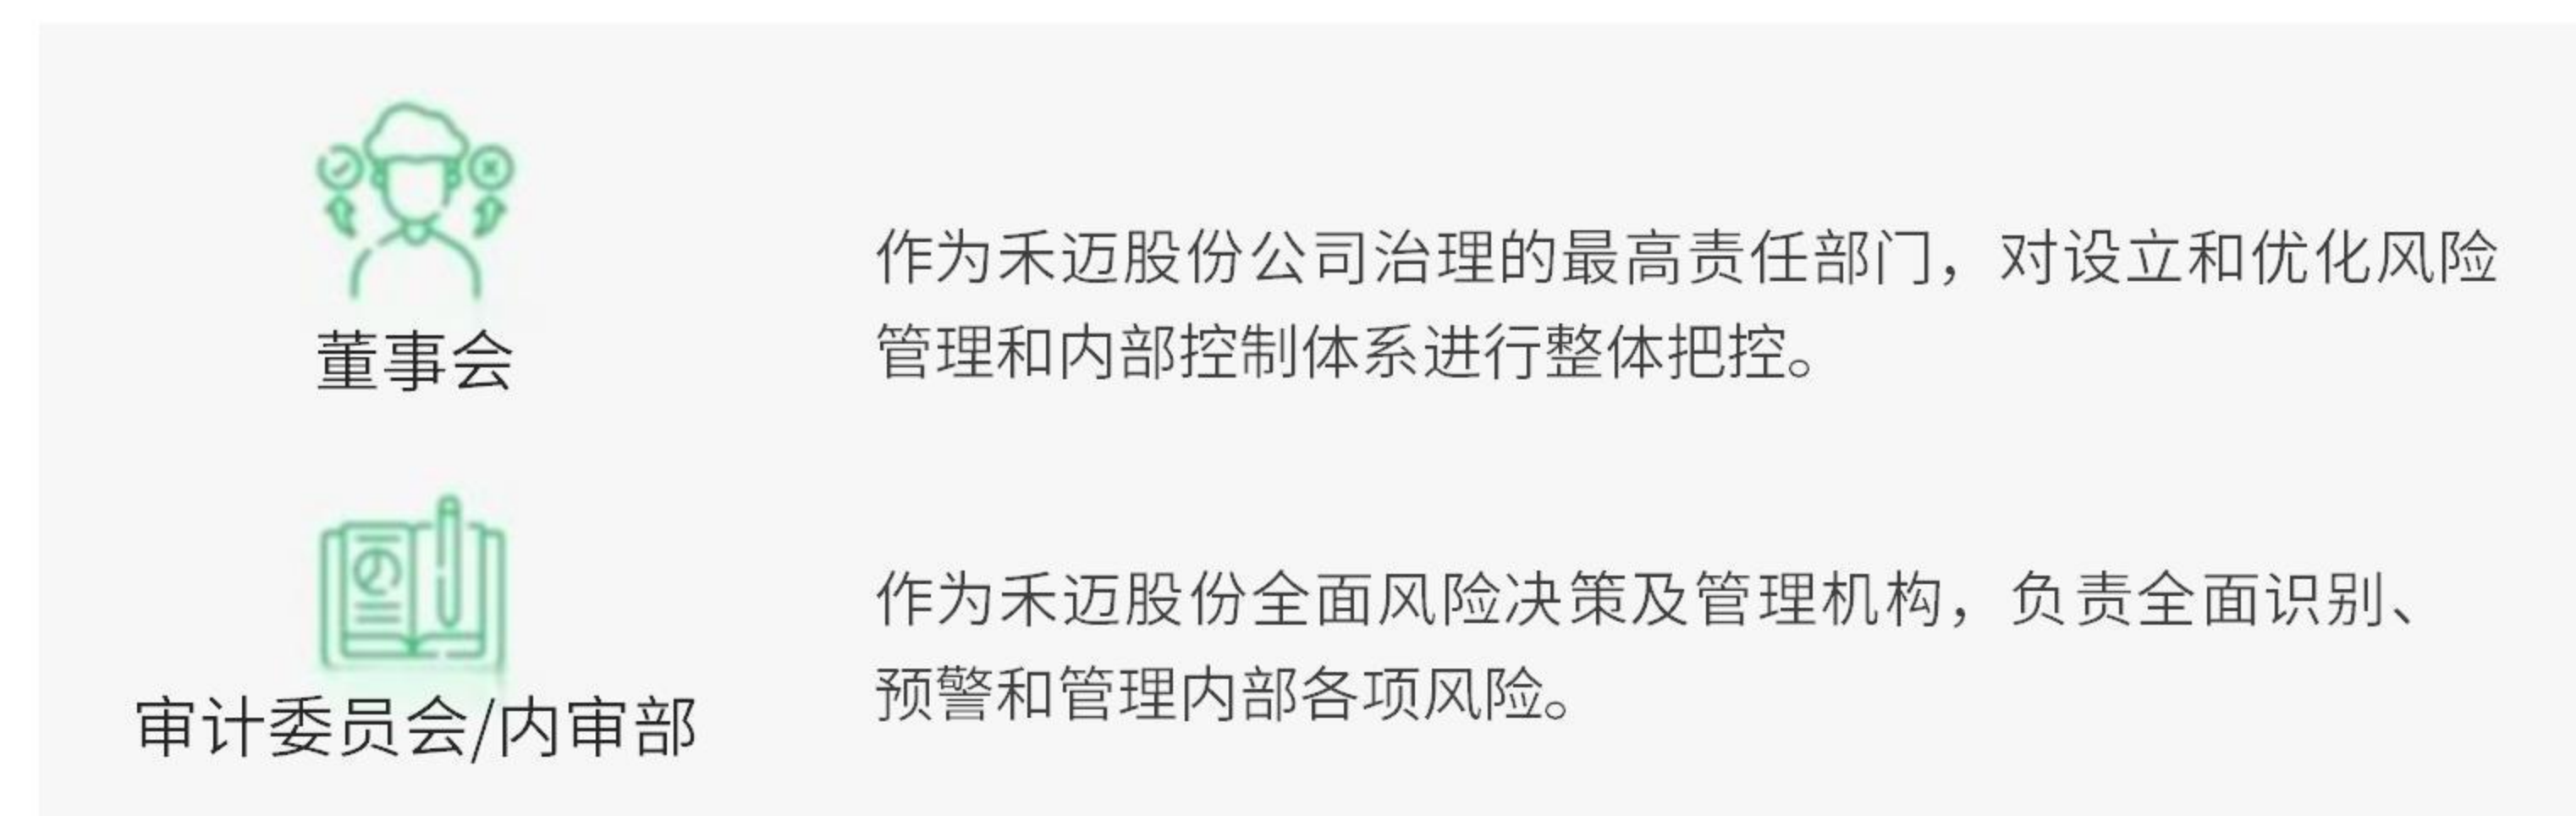 董事会
作为禾迈股份公司治理的最高责任部门，对设立和优化风险
管理和内部控制体系进行整体把控。
审计委员会/内审部
作为禾迈股份全面风险决策及管理机构，负责全面识别、
预警和管理内部各项风险。